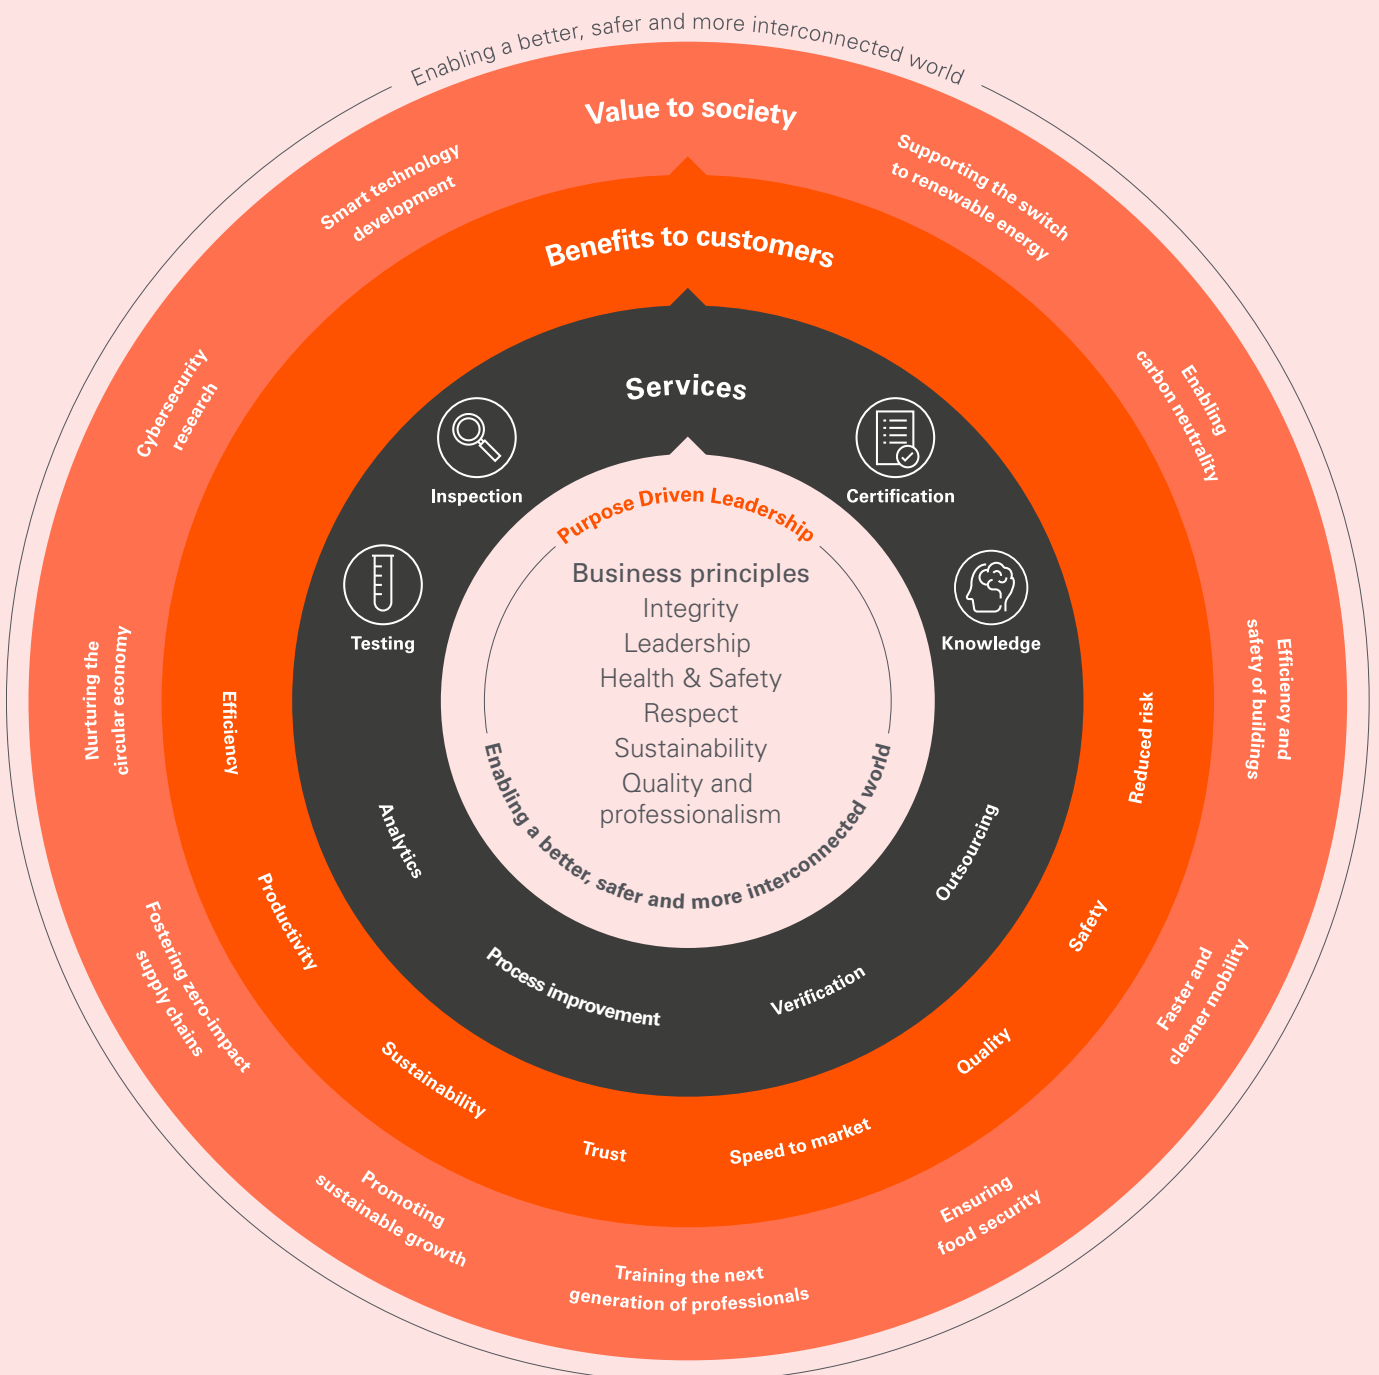 Enabling a better, safer and more interconnected world
Value to society
Supporting the switch
to renewable energy
Enabling
carbon neutrality
Efficiency and
safety of buildings
Faster and
cleaner mobility
Ensuring
food security
Training the next
generation of professionals
Promoting
sustainable growth
Fostering zero-impact
supply chains
Nurturing the
circular economy
Cybersecurity
research
Smart technology
development
Benefits to customers
Reduced risk
Safety
Quality
Speed to market
Trust
Sustainability
Productivity
Efficiency
Services
Certification
Knowledge
Outsourcing
Verification
Process improvement
Analytics
Testing
Inspection
Purpose Driven Leadership
Business principles
Integrity
Leadership
Health & Safety
Respect
Sustainability
Quality and
professionalism
Enabling a better, safer and more interconnected world